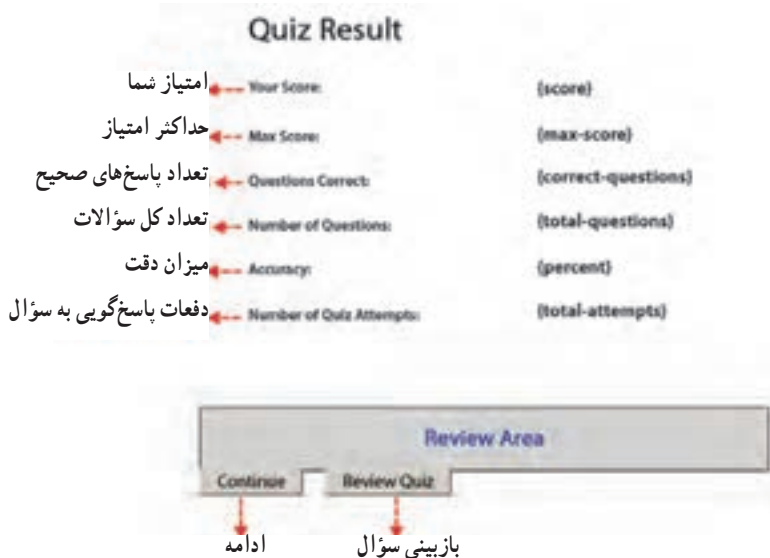 Quiz Result
امتیاز شما Your Score: {score}
حداکثر امتیاز Max Score: {max-score}
تعداد پاسخ‌های صحیح Questions Correct: {correct-questions}
تعداد کل سؤالات Number of Questions: {total-questions}
میزان دقت Accuracy: {percent}
دفعات پاسخ‌گویی به سؤال Number of Quiz Attempts: {total-attempts}
Review Area
Continue Review Quiz
ادامه بازبینی سؤال